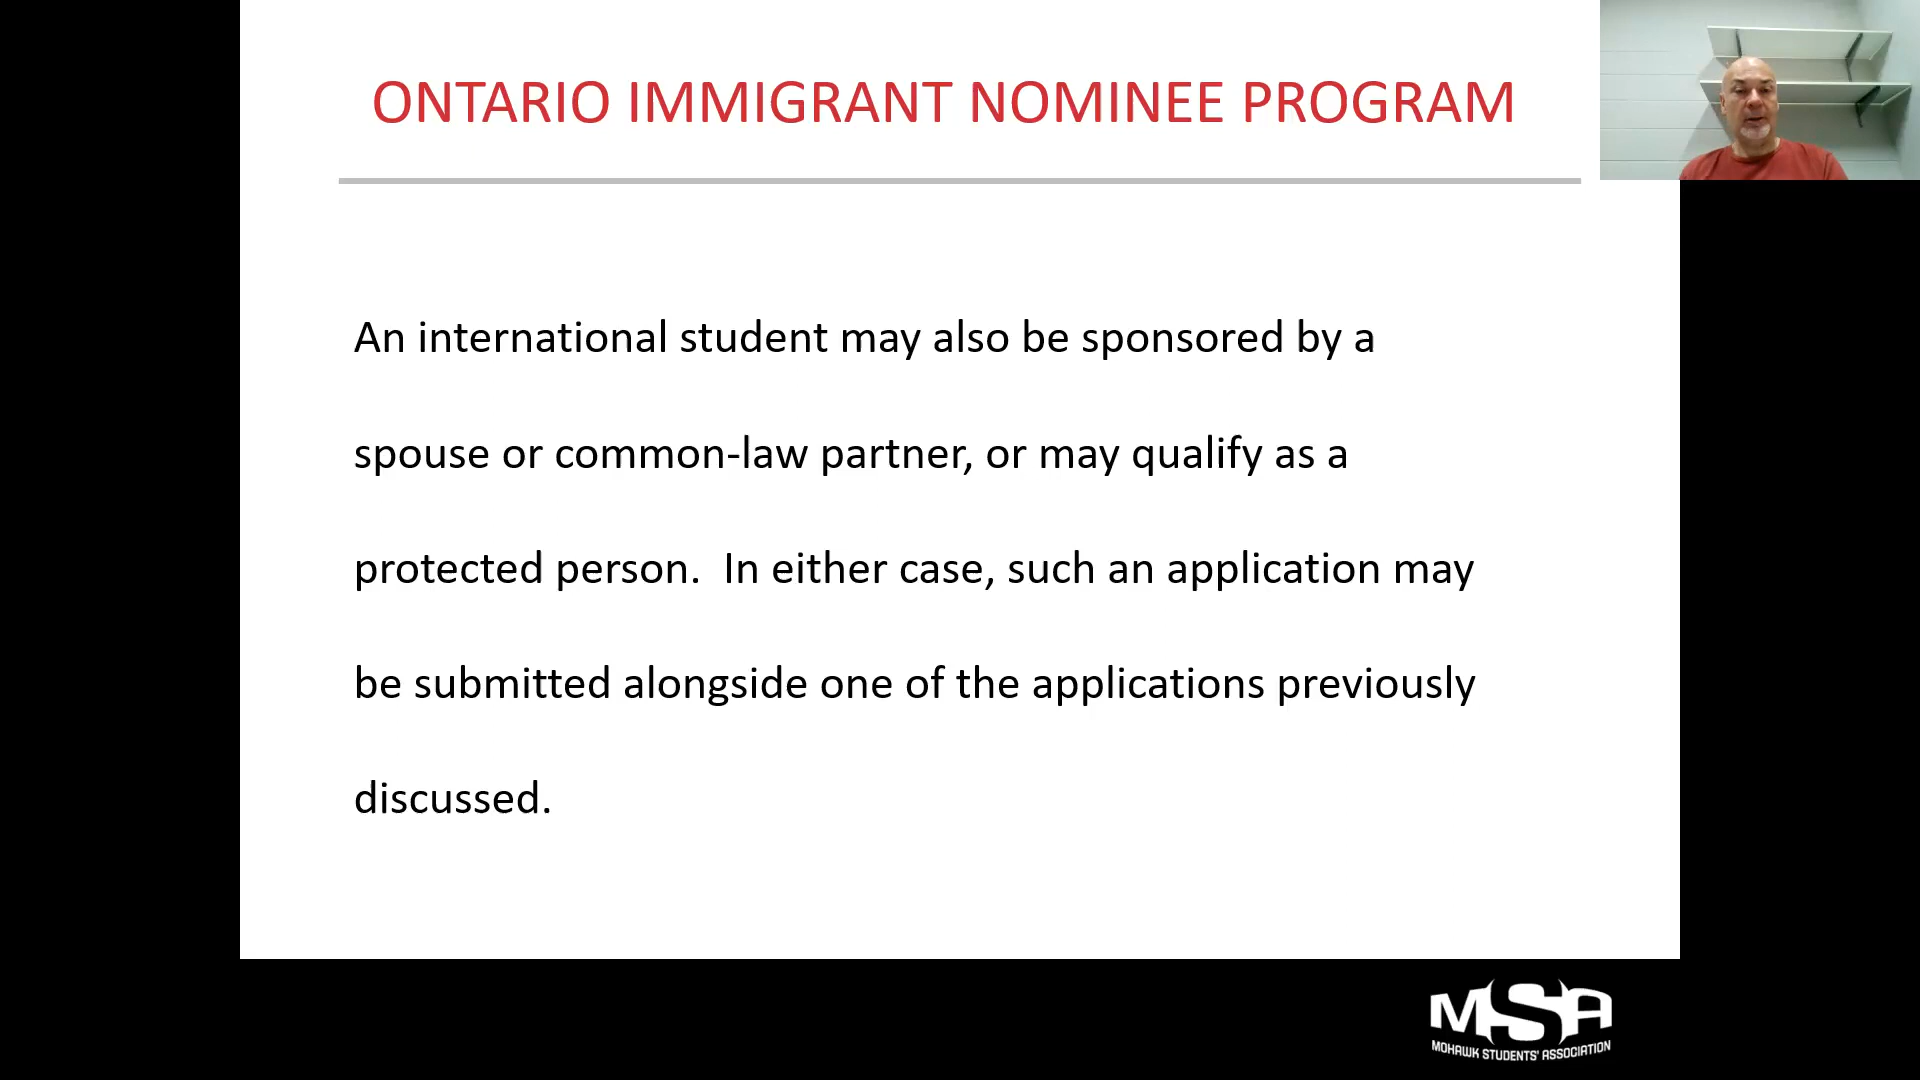 ONTARIO IMMIGRANT NOMINEE PROGRAM
An international student may also be sponsored by a
spouse or common-law partner, or may qualify as a
protected person.  In either case, such an application may
be submitted alongside one of the applications previously
discussed.
MSA
MOHAWK STUDENTS' ASSOCIATION